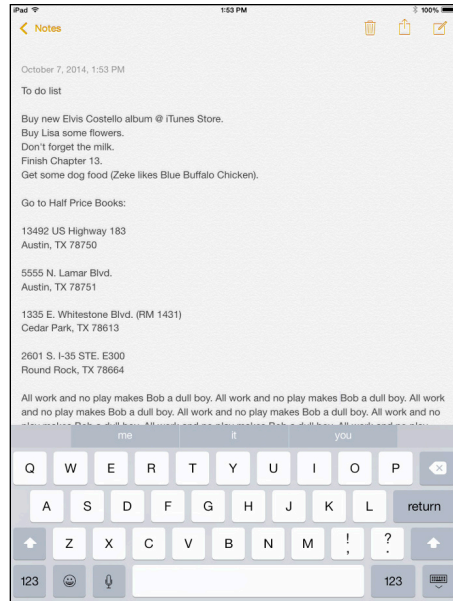 iPad 1:53 PM 100%
Notes
October 7, 2014, 1:53 PM
To do list
Buy new Elvis Costello album @ iTunes Store.
Buy Lisa some flowers.
Don't forget the milk.
Finish Chapter 13.
Get some dog food (Zeke likes Blue Buffalo Chicken).
Go to Half Price Books:
13492 US Highway 183
Austin, TX 78750
5555 N. Lamar Blvd.
Austin, TX 78751
1335 E. Whitestone Blvd. (RM 1431)
Cedar Park, TX 78613
2601 S. I-35 STE. E300
Round Rock, TX 78664
All work and no play makes Bob a dull boy. All work and no play makes Bob a dull boy. All work
and no play makes Bob a dull boy. All work and no play makes Bob a dull boy. All work and no
me it you
Q W E R T Y U I O P
A S D F G H J K L return
Z X C V B N M ! , ? .
123 123